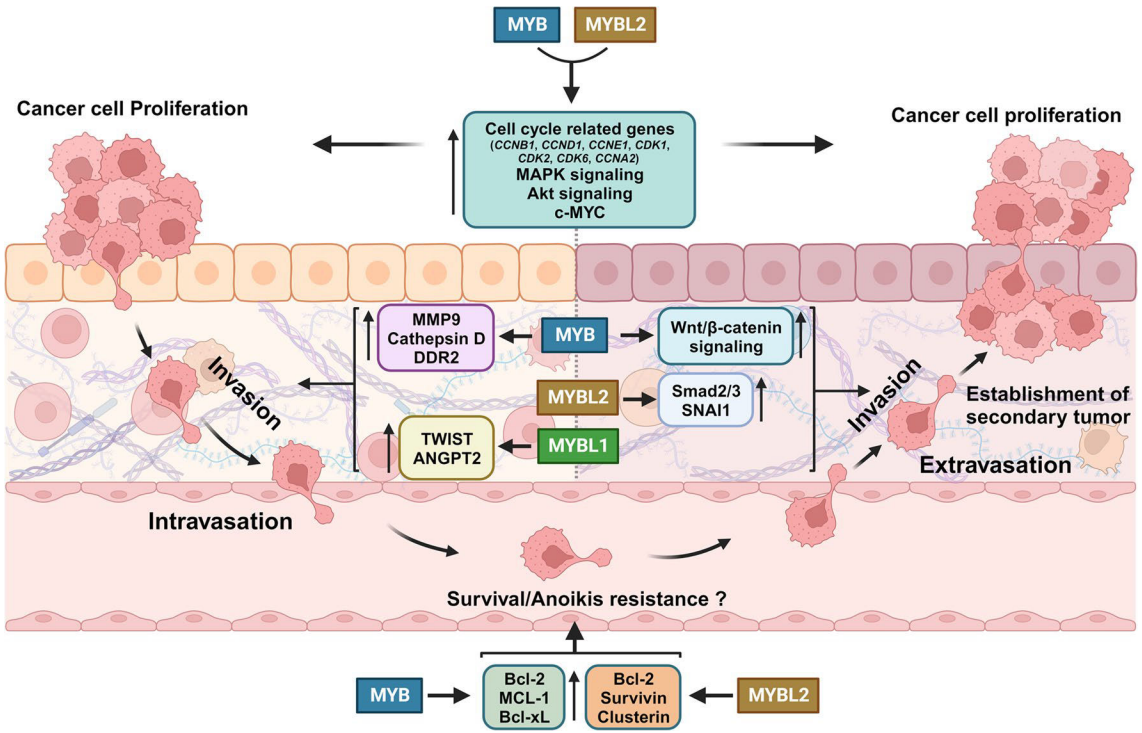 MYB
MYBL2
Cancer cell Proliferation
Cell cycle related genes
(CCNB1, CCND1, CCNE1, CDK1,
CDK2, CDK6, CCNA2)
MAPK signaling
Akt signaling
c-MYC
Cancer cell proliferation
MMP9
Cathepsin D
DDR2
MYB
Wnt/β-catenin
signaling
MYBL2
Smad2/3
SNAI1
TWIST
ANGPT2
MYBL1
Invasion
Invasion
Establishment of
secondary tumor
Extravasation
Intravasation
Survival/Anoikis resistance ?
MYB
Bcl-2
MCL-1
Bcl-xL
Bcl-2
Survivin
Clusterin
MYBL2